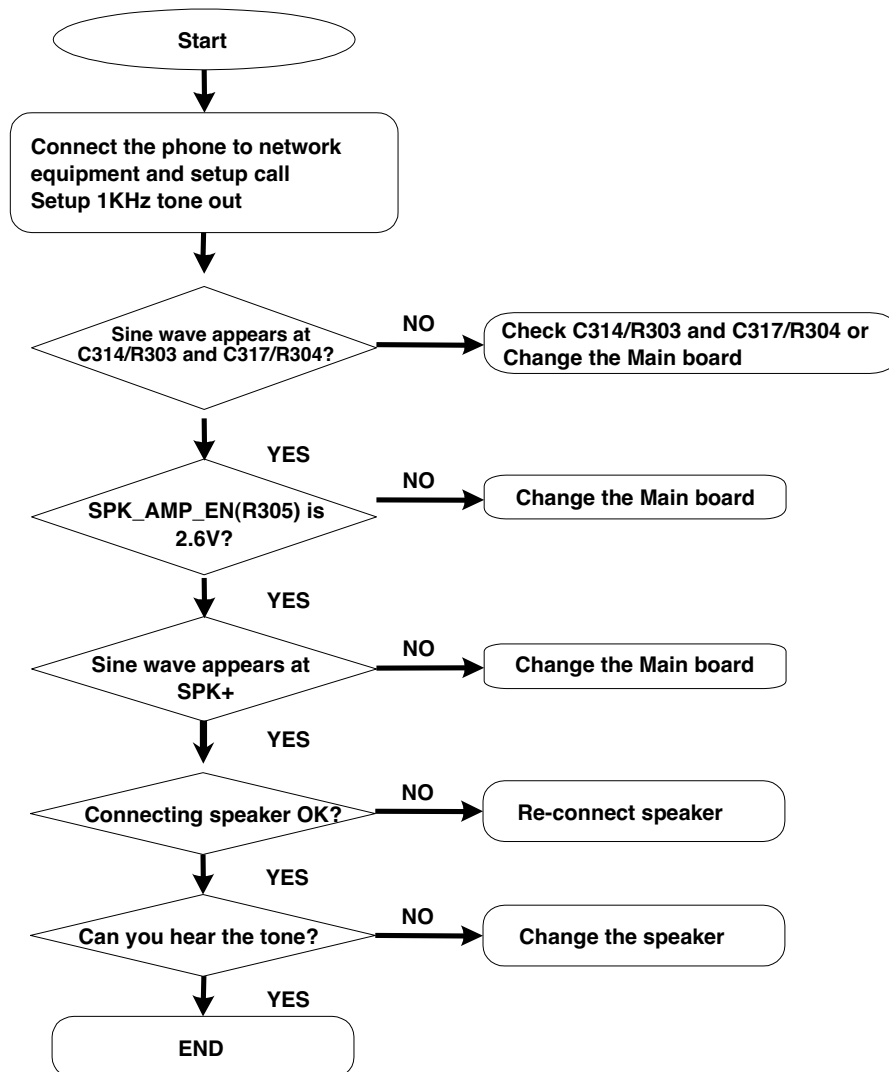 Start
Connect the phone to network
equipment and setup call
Setup 1KHz tone out
Sine wave appears at
C314/R303 and C317/R304?
NO
Check C314/R303 and C317/R304 or
Change the Main board
YES
SPK_AMP_EN(R305) is
2.6V?
NO
Change the Main board
YES
Sine wave appears at
SPK+
NO
Change the Main board
YES
Connecting speaker OK?
NO
Re-connect speaker
YES
Can you hear the tone?
NO
Change the speaker
YES
END